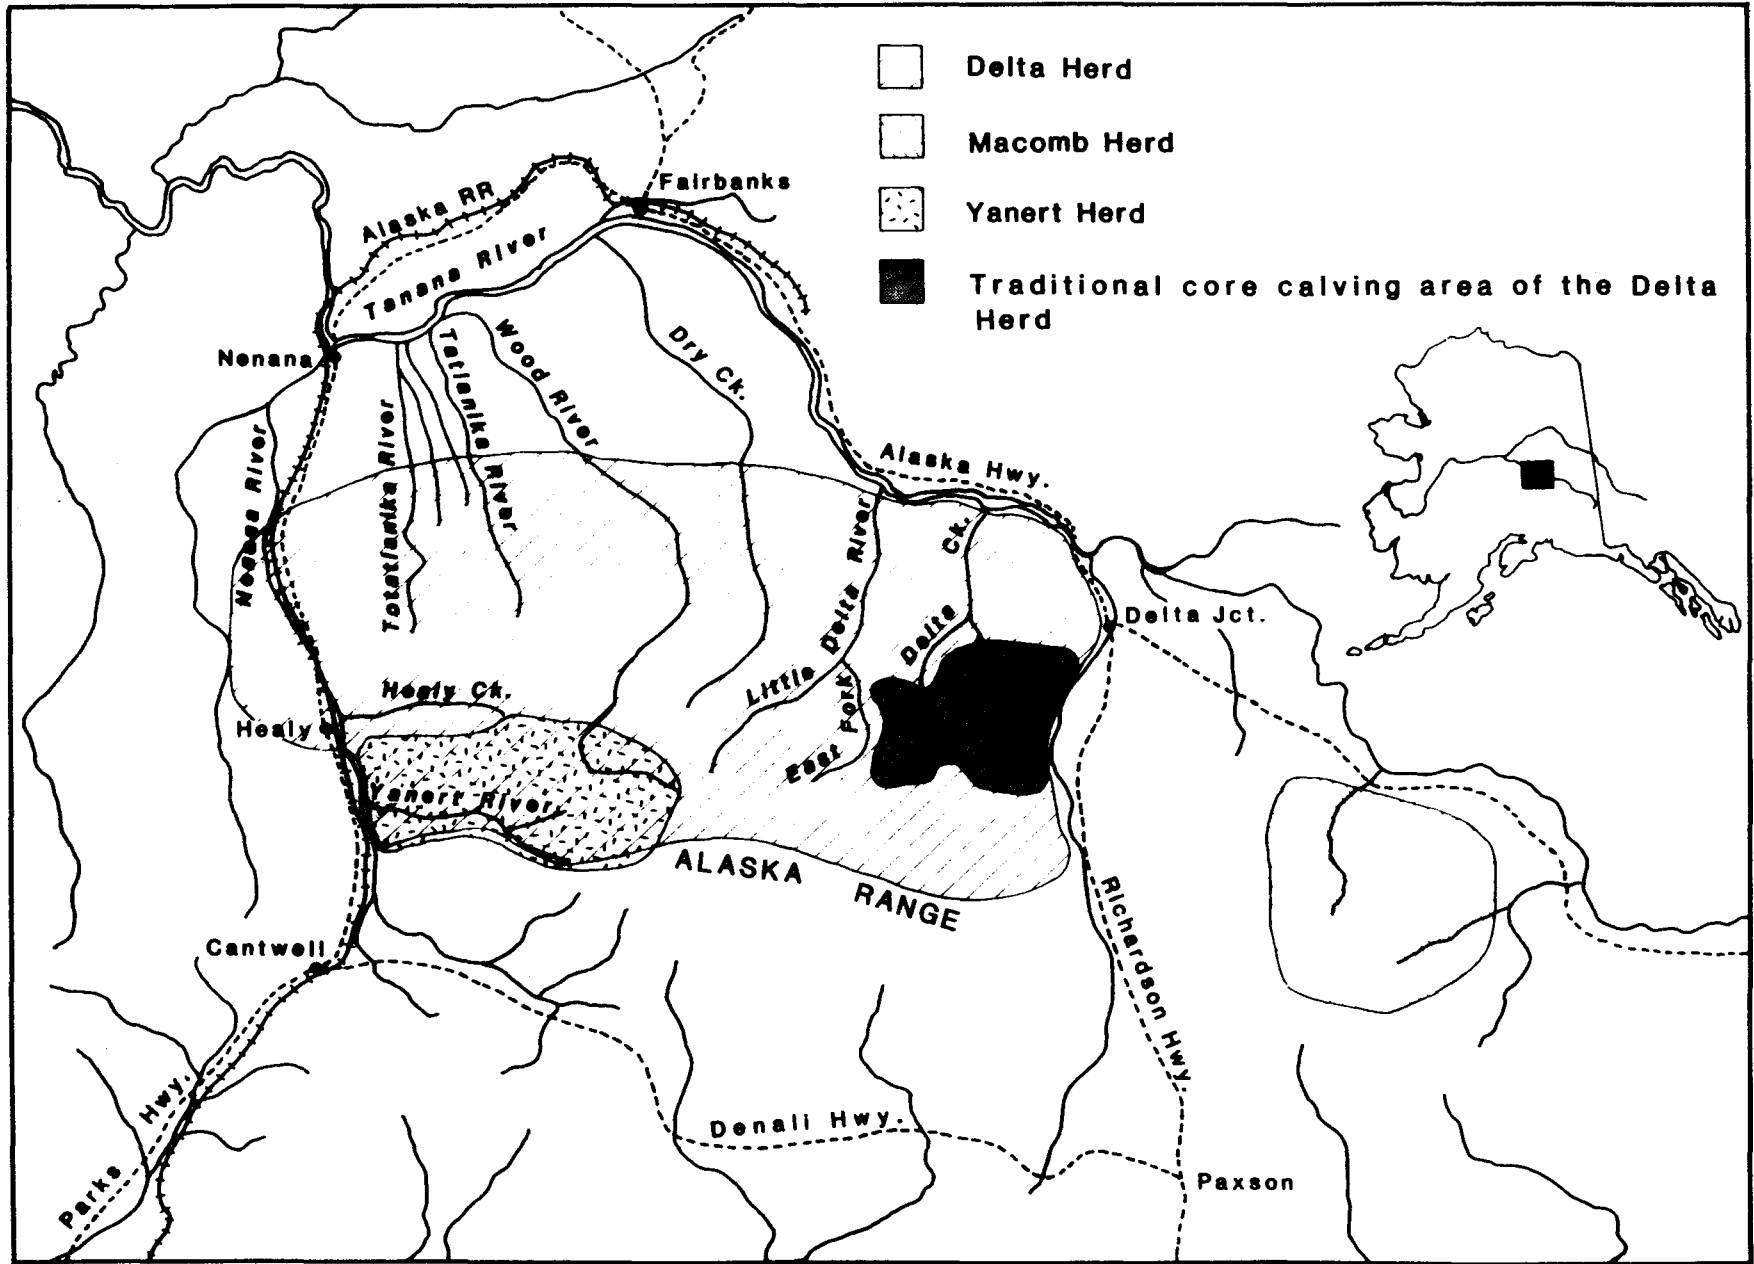 Delta Herd
Macomb Herd
Yanert Herd
Traditional core calving area of the Delta
Herd
Fairbanks
Alaska RR
Tanana River
Nenana
Wood River
Tatlanika River
Totatlanika River
Dry Ck.
Nenana River
Alaska Hwy.
Little Delta River
Delta Ck.
East Fork
Delta Jct.
Healy Ck.
Healy
Yanert River
ALASKA RANGE
Richardson Hwy.
Cantwell
Parks Hwy.
Denali Hwy.
Paxson